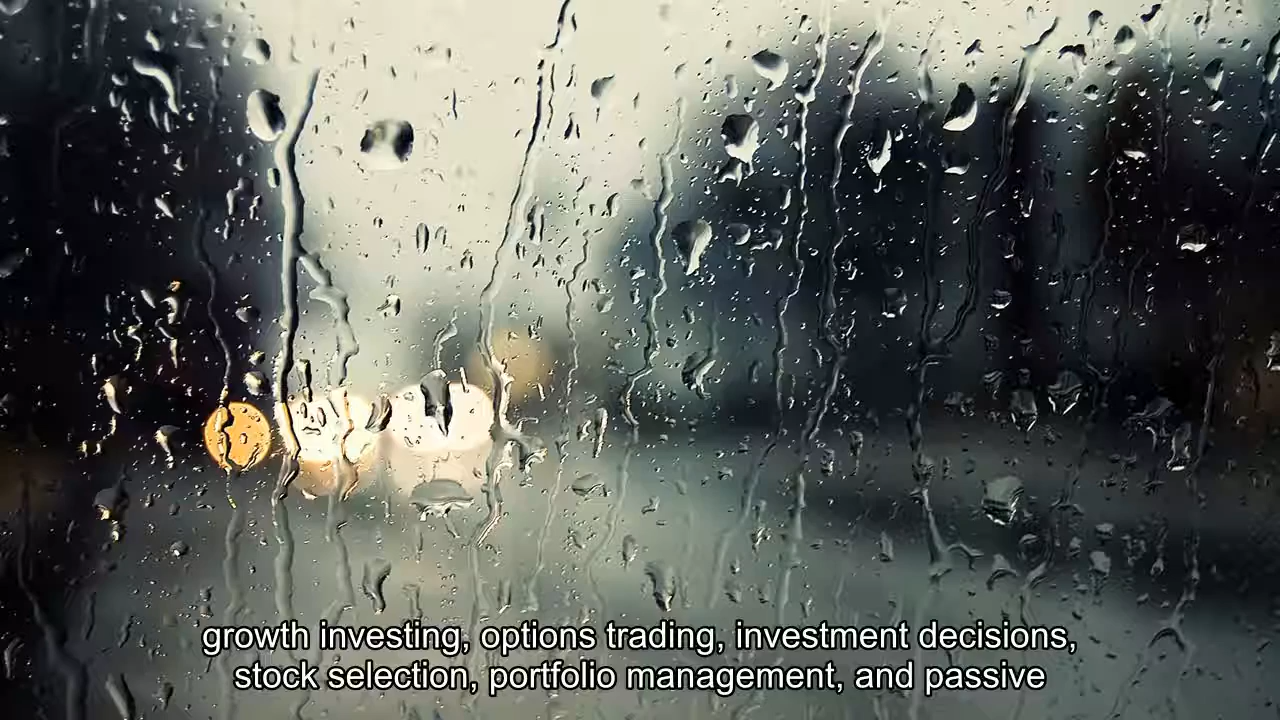 growth investing, options trading, investment decisions,
stock selection, portfolio management, and passive